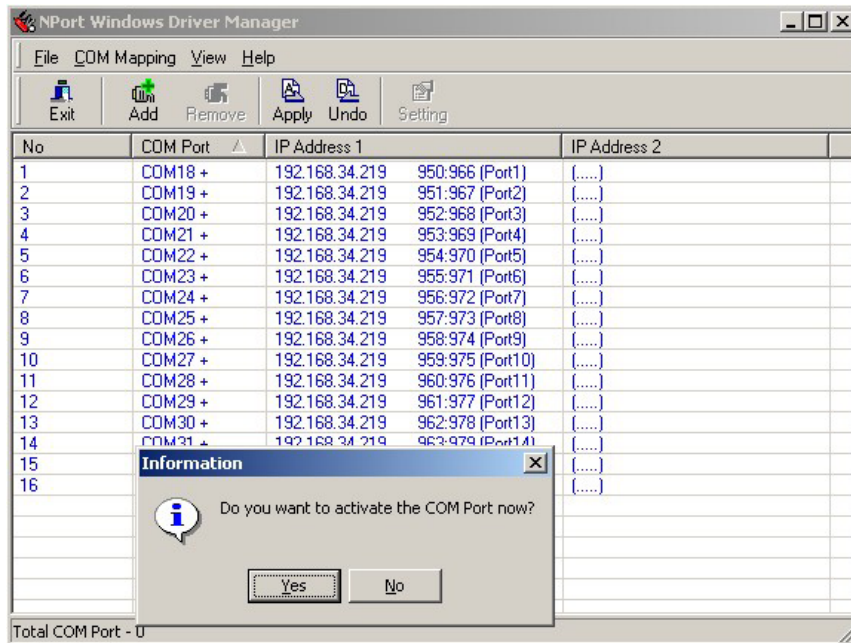 NPort Windows Driver Manager
File COM Mapping View Help
Exit Add Remove Apply Undo Setting
No COM Port IP Address 1 IP Address 2
1 COM18 + 192.168.34.219 950:966 (Port1) (.....)
2 COM19 + 192.168.34.219 951:967 (Port2) (.....)
3 COM20 + 192.168.34.219 952:968 (Port3) (.....)
4 COM21 + 192.168.34.219 953:969 (Port4) (.....)
5 COM22 + 192.168.34.219 954:970 (Port5) (.....)
6 COM23 + 192.168.34.219 955:971 (Port6) (.....)
7 COM24 + 192.168.34.219 956:972 (Port7) (.....)
8 COM25 + 192.168.34.219 957:973 (Port8) (.....)
9 COM26 + 192.168.34.219 958:974 (Port9) (.....)
10 COM27 + 192.168.34.219 959:975 (Port10) (.....)
11 COM28 + 192.168.34.219 960:976 (Port11) (.....)
12 COM29 + 192.168.34.219 961:977 (Port12) (.....)
13 COM30 + 192.168.34.219 962:978 (Port13) (.....)
14 COM31 + 192.168.34.219 963:979 (Port14) (.....)
15 (.....)
16 (.....)
Information
Do you want to activate the COM Port now?
Yes No
Total COM Port - 0